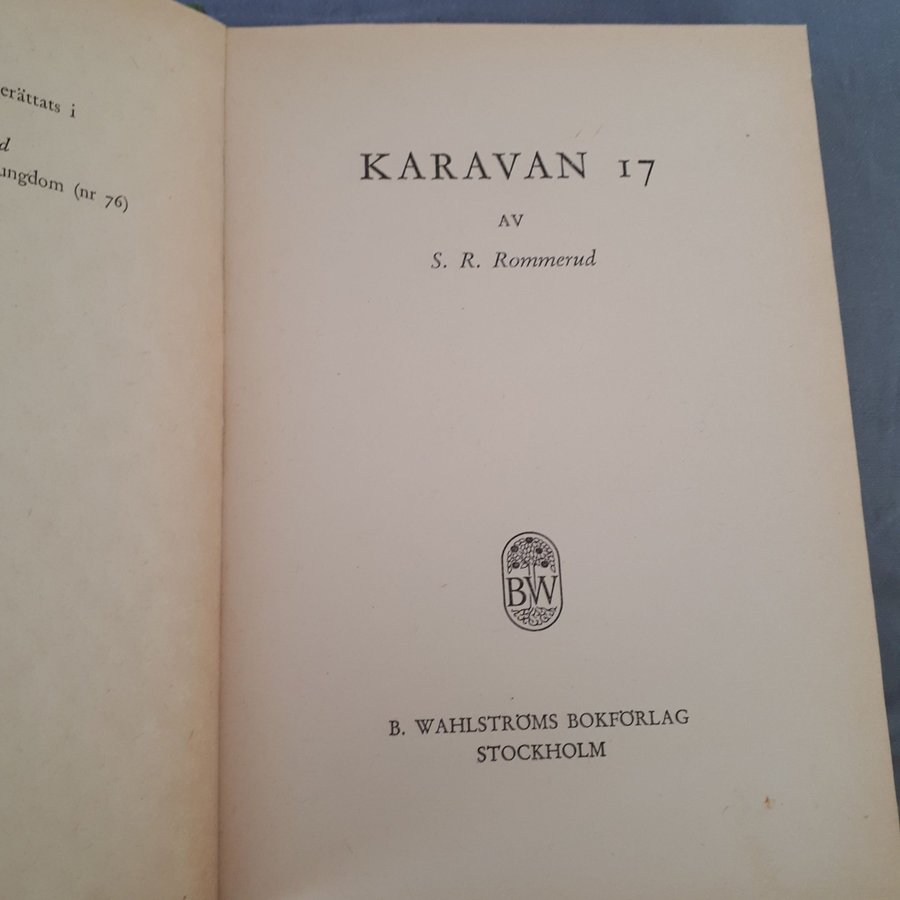 erättats i
d
ungdom (nr 76)
KARAVAN 17
AV
S. R. Rommerud
BW
B. WAHLSTRÖMS BOKFÖRLAG
STOCKHOLM